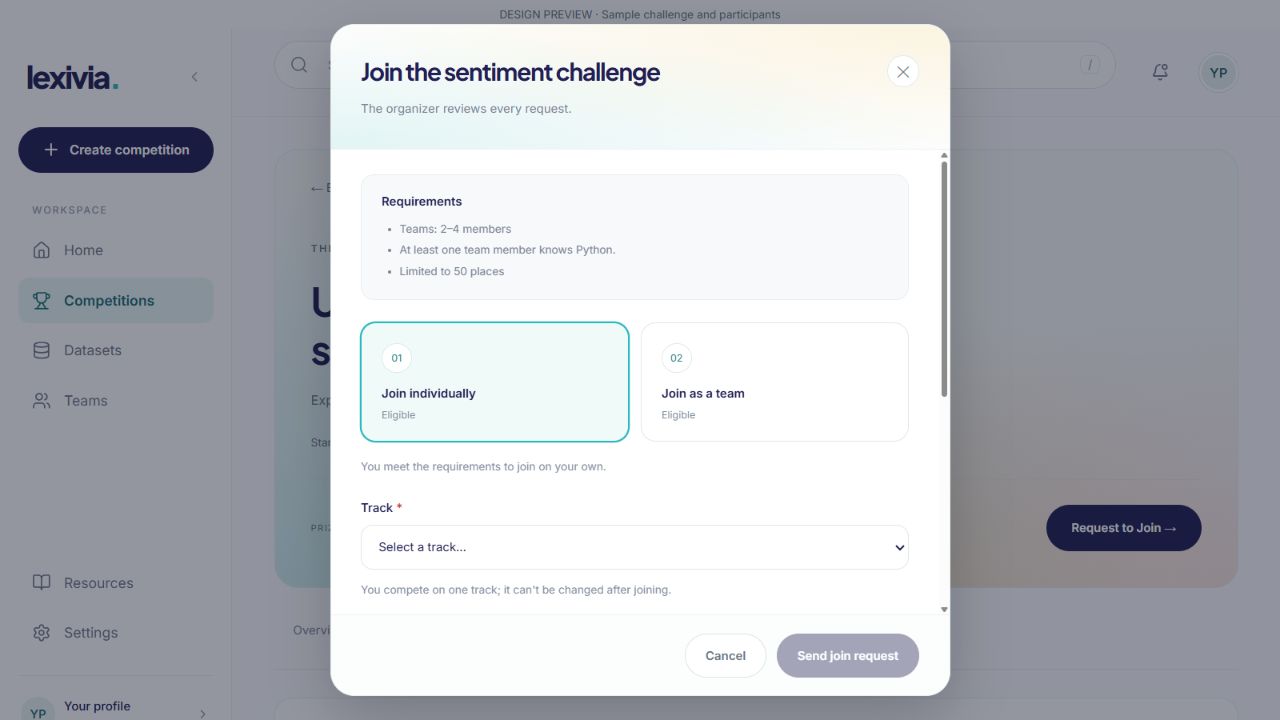 DESIGN PREVIEW · Sample challenge and participants
lexivia.
Create competition
WORKSPACE
Home
Competitions
Datasets
Teams
Resources
Settings
YP
Your profile
/
YP
Join the sentiment challenge
The organizer reviews every request.
Requirements
▪ Teams: 2–4 members
▪ At least one team member knows Python.
▪ Limited to 50 places
01
Join individually
Eligible
02
Join as a team
Eligible
You meet the requirements to join on your own.
Track *
Select a track...
You compete on one track; it can't be changed after joining.
Cancel
Send join request
Request to Join →